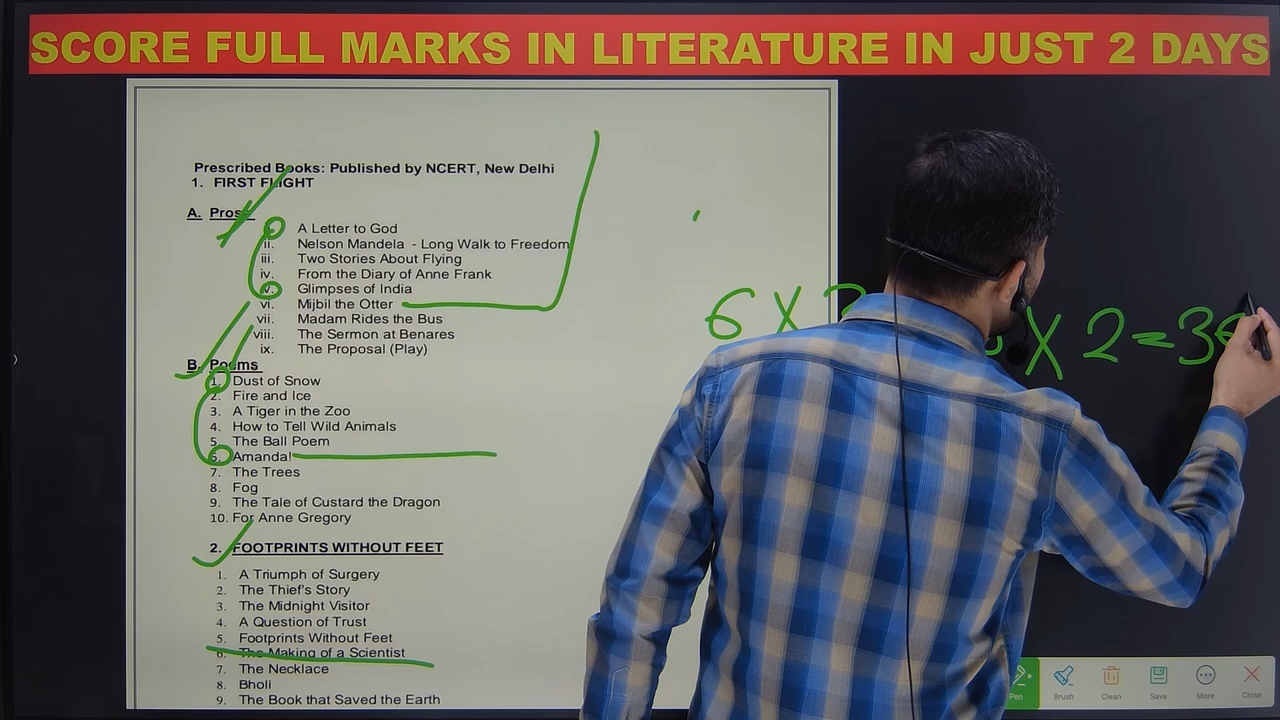 SCORE FULL MARKS IN LITERATURE IN JUST 2 DAYS
Prescribed Books: Published by NCERT, New Delhi
1. FIRST FLIGHT
A. Prose
A Letter to God
ii. Nelson Mandela - Long Walk to Freedom
iii. Two Stories About Flying
iv. From the Diary of Anne Frank
v. Glimpses of India
vi. Mijbil the Otter
vii. Madam Rides the Bus
viii. The Sermon at Benares
ix. The Proposal (Play)
B. Poems
1. Dust of Snow
2. Fire and Ice
3. A Tiger in the Zoo
4. How to Tell Wild Animals
5. The Ball Poem
6. Amanda!
7. The Trees
8. Fog
9. The Tale of Custard the Dragon
10. For Anne Gregory
2. FOOTPRINTS WITHOUT FEET
1. A Triumph of Surgery
2. The Thief's Story
3. The Midnight Visitor
4. A Question of Trust
5. Footprints Without Feet
6. The Making of a Scientist
7. The Necklace
8. Bholi
9. The Book that Saved the Earth
6 X X 2 = 36
Pen Brush Clean Save More Close